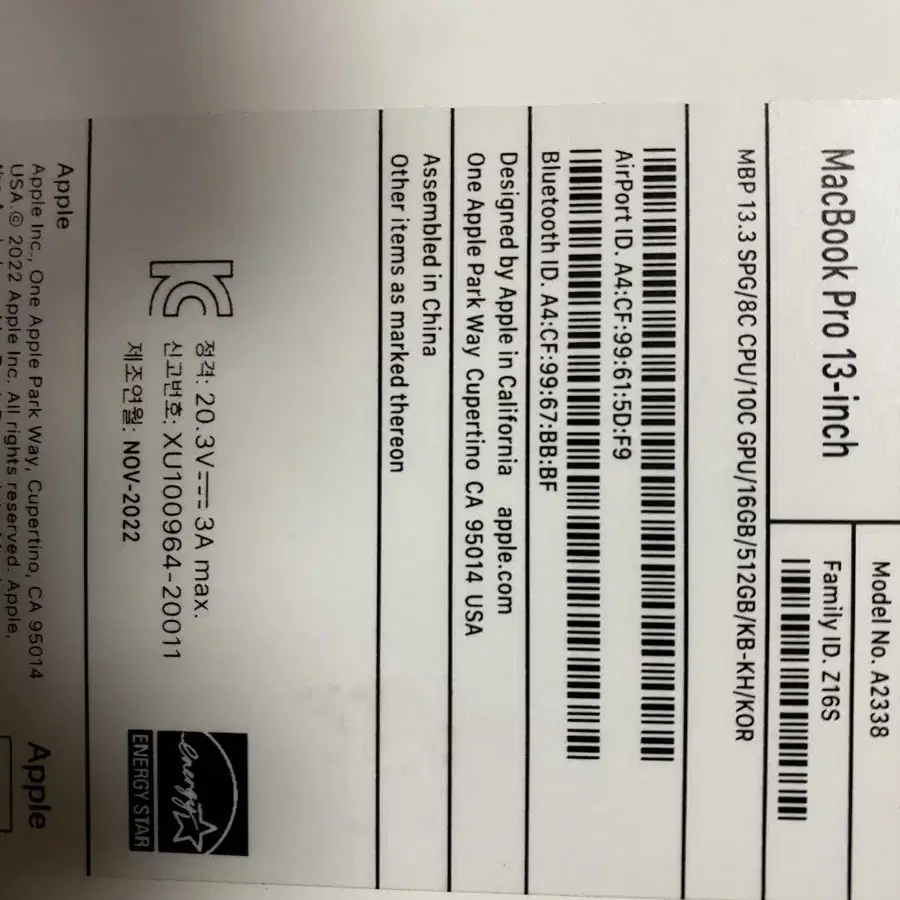 MacBook Pro 13-inch
Model No. A2338
Family ID. Z16S
MBP 13.3 SPG/8C CPU/10C GPU/16GB/512GB/KB-KH/KOR
AirPort ID. A4:CF:99:61:5D:F9
Bluetooth ID. A4:CF:99:67:BB:BF
Designed by Apple in California apple.com
One Apple Park Way Cupertino CA 95014 USA
Assembled in China
Other items as marked thereon
정격: 20.3V⎓3A max.
신고번호: XU100964-20011
제조연월: NOV-2022
energy
ENERGY STAR
Apple
Apple Inc., One Apple Park Way, Cupertino, CA 95014
USA.© 2022 Apple Inc. All rights reserved. Apple,
Apple